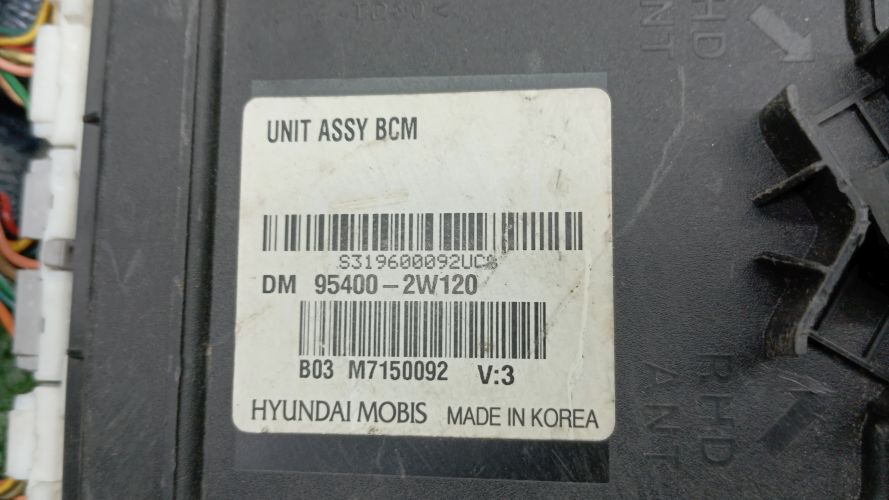 UNIT ASSY BCM
S319600092UC8
DM 95400-2W120
B03 M7150092 V:3
HYUNDAI MOBIS MADE IN KOREA
RHD
ANT
RHD
ANT